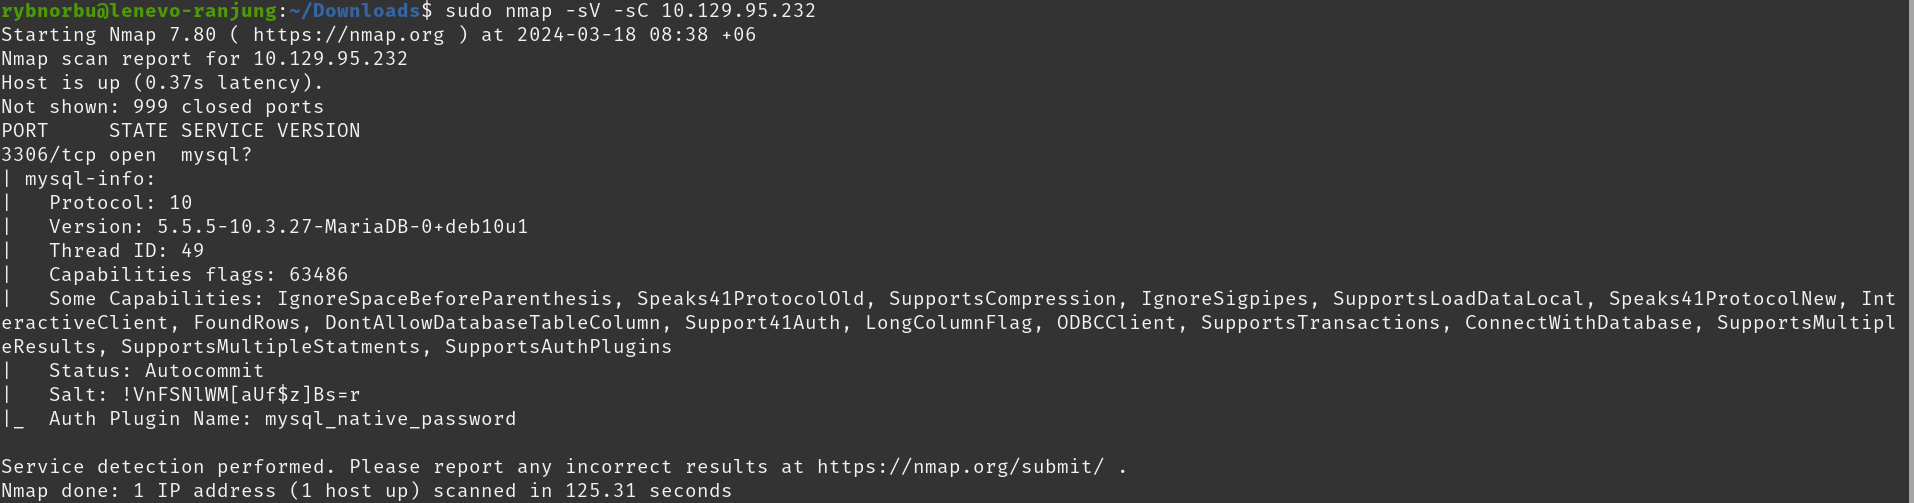 rybnorbu@lenevo-ranjung:~/Downloads$ sudo nmap -sV -sC 10.129.95.232
Starting Nmap 7.80 ( https://nmap.org ) at 2024-03-18 08:38 +06
Nmap scan report for 10.129.95.232
Host is up (0.37s latency).
Not shown: 999 closed ports
PORT     STATE SERVICE VERSION
3306/tcp open  mysql?
| mysql-info:
|   Protocol: 10
|   Version: 5.5.5-10.3.27-MariaDB-0+deb10u1
|   Thread ID: 49
|   Capabilities flags: 63486
|   Some Capabilities: IgnoreSpaceBeforeParenthesis, Speaks41ProtocolOld, SupportsCompression, IgnoreSigpipes, SupportsLoadDataLocal, Speaks41ProtocolNew, Int
eractiveClient, FoundRows, DontAllowDatabaseTableColumn, Support41Auth, LongColumnFlag, ODBCClient, SupportsTransactions, ConnectWithDatabase, SupportsMultipl
eResults, SupportsMultipleStatments, SupportsAuthPlugins
|   Status: Autocommit
|   Salt: !VnFSNlWM[aUf$z]Bs=r
|_  Auth Plugin Name: mysql_native_password

Service detection performed. Please report any incorrect results at https://nmap.org/submit/ .
Nmap done: 1 IP address (1 host up) scanned in 125.31 seconds